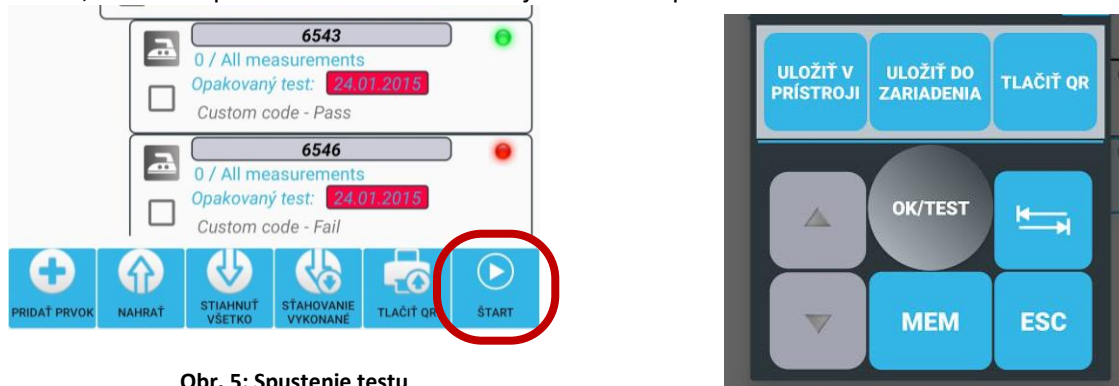 6543
0 / All measurements
Opakovaný test: 24.01.2015
Custom code - Pass
6546
0 / All measurements
Opakovaný test: 24.01.2015
Custom code - Fail
PRIDAŤ PRVOK
NAHRAŤ
STIAHNUŤ
VŠETKO
SŤAHOVANIE
VYKONANÉ
TLAČIŤ QR
ŠTART
Obr. 5: Spustenie testu
ULOŽIŤ V
PRÍSTROJI
ULOŽIŤ DO
ZARIADENIA
TLAČIŤ QR
OK/TEST
MEM
ESC